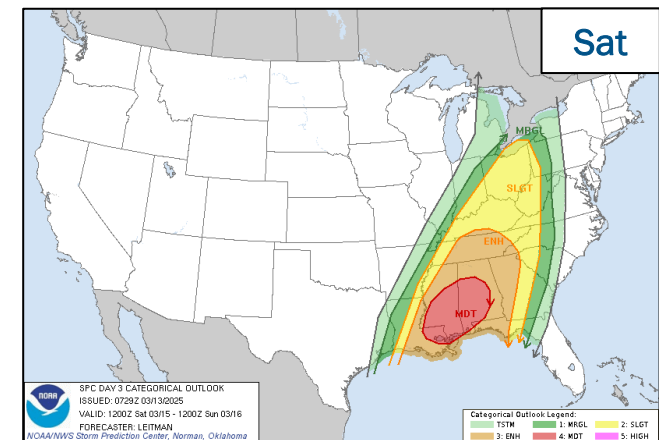 Sat
MRGL
SLGT
ENH
MDT
NOAA
SPC DAY 3 CATEGORICAL OUTLOOK
ISSUED: 0729Z 03/13/2025
VALID: 1200Z Sat 03/15 - 1200Z Sun 03/16
FORECASTER: LEITMAN
NOAA/NWS Storm Prediction Center, Norman, Oklahoma
Categorical Outlook Legend:
TSTM 1: MRGL 2: SLGT
3: ENH 4: MDT 5: HIGH